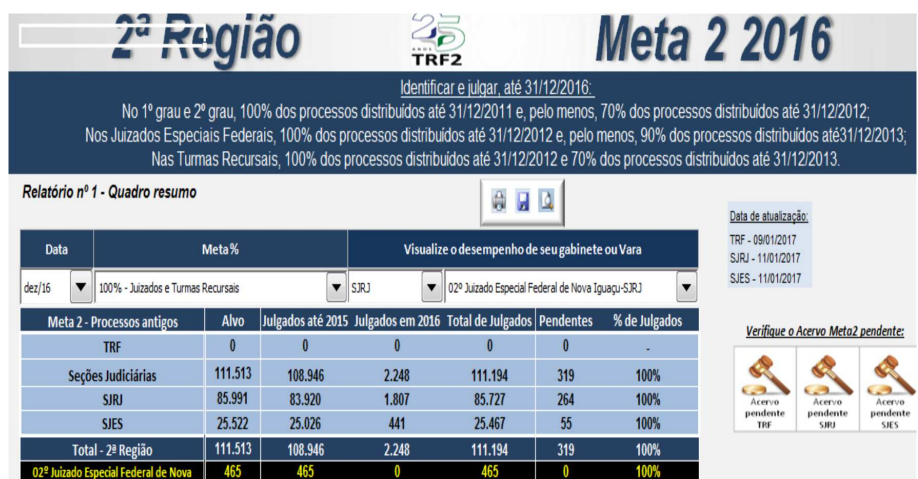 2ª Região
25
ANOS
TRF2
Meta 2 2016
Identificar e julgar, até 31/12/2016:
No 1º grau e 2º grau, 100% dos processos distribuídos até 31/12/2011 e, pelo menos, 70% dos processos distribuídos até 31/12/2012;
Nos Juizados Especiais Federais, 100% dos processos distribuídos até 31/12/2012 e, pelo menos, 90% dos processos distribuídos até31/12/2013;
Nas Turmas Recursais, 100% dos processos distribuídos até 31/12/2012 e 70% dos processos distribuídos até 31/12/2013.
Relatório nº 1 - Quadro resumo
Data de atualização:
TRF - 09/01/2017
SJRJ - 11/01/2017
SJES - 11/01/2017
Data Meta% Visualize o desempenho de seu gabinete ou Vara
dez/16 100% - Juizados e Turmas Recursais SJRJ 02º Juizado Especial Federal de Nova Iguaçu-SJRJ
Meta 2 - Processos antigos Alvo Julgados até 2015 Julgados em 2016 Total de Julgados Pendentes % de Julgados
TRF 0 0 0 0 0 -
Seções Judiciárias 111.513 108.946 2.248 111.194 319 100%
SJRJ 85.991 83.920 1.807 85.727 264 100%
SJES 25.522 25.026 441 25.467 55 100%
Total - 2ª Região 111.513 108.946 2.248 111.194 319 100%
02º Juizado Especial Federal de Nova 465 465 0 465 0 100%
Verifique o Acervo Meta2 pendente:
Acervo pendente TRF
Acervo pendente SJRJ
Acervo pendente SJES